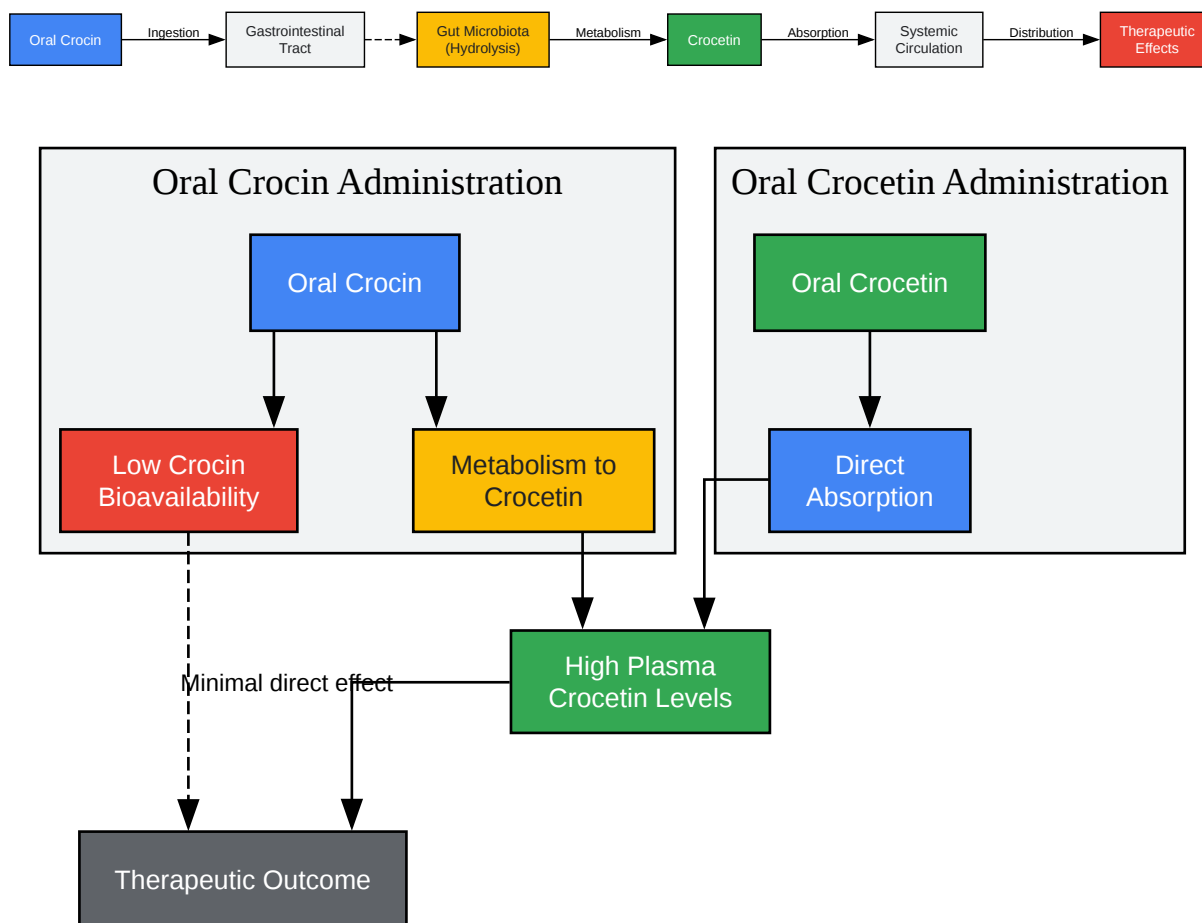 Oral Crocin
Ingestion
Gastrointestinal
Tract
Gut Microbiota
(Hydrolysis)
Metabolism
Crocetin
Absorption
Systemic
Circulation
Distribution
Therapeutic
Effects
Oral Crocin Administration
Oral Crocetin Administration
Oral Crocin
Oral Crocetin
Low Crocin
Bioavailability
Metabolism to
Crocetin
Direct
Absorption
High Plasma
Crocetin Levels
Minimal direct effect
Therapeutic Outcome